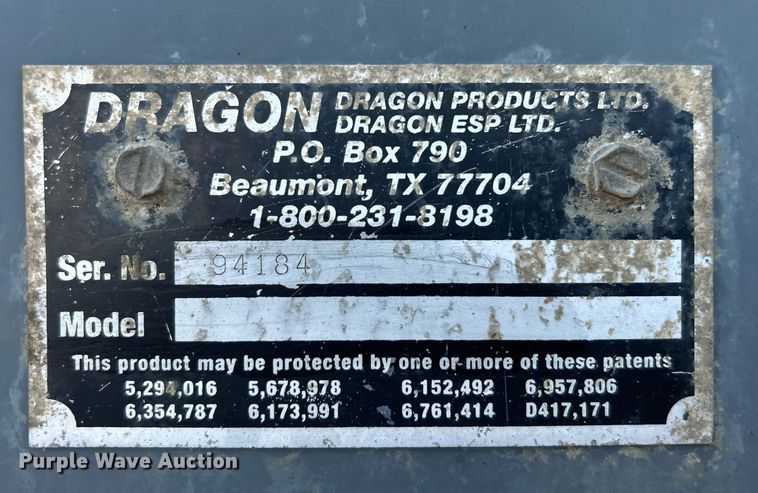 DRAGON DRAGON PRODUCTS LTD.
DRAGON ESP LTD.
P.O. Box 790
Beaumont, TX 77704
1-800-231-8198
Ser. No. 94184
Model
This product may be protected by one or more of these patents
5,294,016 5,678,978 6,152,492 6,957,806
6,354,787 6,173,991 6,761,414 D417,171
Purple Wave Auction